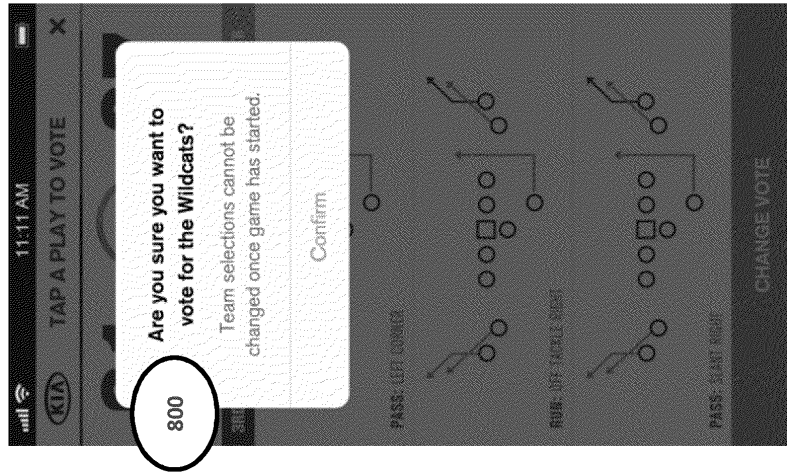 11:11 AM
KIA
TAP A PLAY TO VOTE
X
800
Are you sure you want to
vote for the Wildcats?
Team selections cannot be
changed once game has started.
Confirm
PASS: LEFT CORNER
RUN: OFF TACKLE RIGHT
PASS: SLANT RIGHT
CHANGE VOTE